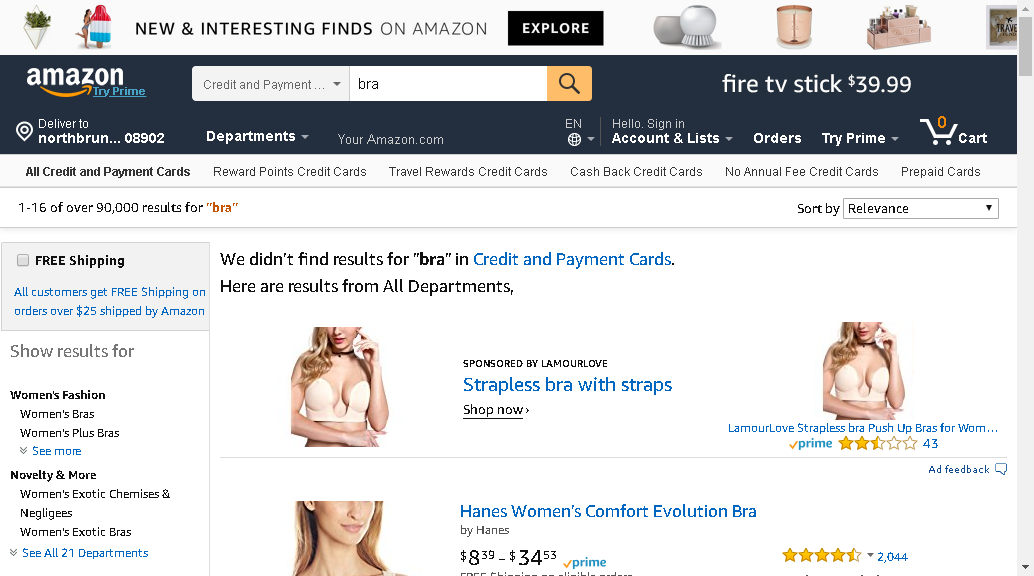 NEW & INTERESTING FINDS ON AMAZON
EXPLORE
TRAVE
amazon
Try Prime
Credit and Payment ...
bra
fire tv stick $39.99
Deliver to
northbrun... 08902
Departments
Your Amazon.com
EN
Hello. Sign in
Account & Lists
Orders
Try Prime
0
Cart
All Credit and Payment Cards
Reward Points Credit Cards
Travel Rewards Credit Cards
Cash Back Credit Cards
No Annual Fee Credit Cards
Prepaid Cards
1-16 of over 90,000 results for "bra"
Sort by
Relevance
FREE Shipping
All customers get FREE Shipping on
orders over $25 shipped by Amazon
Show results for
Women's Fashion
Women's Bras
Women's Plus Bras
See more
Novelty & More
Women's Exotic Chemises &
Negligees
Women's Exotic Bras
See All 21 Departments
We didn't find results for "bra" in Credit and Payment Cards.
Here are results from All Departments,
SPONSORED BY LAMOURLOVE
Strapless bra with straps
Shop now ›
LamourLove Strapless bra Push Up Bras for Wom...
prime
43
Ad feedback
Hanes Women's Comfort Evolution Bra
by Hanes
$8 39 - $34 53 prime
2,044
FREE Shipping on eligible orders